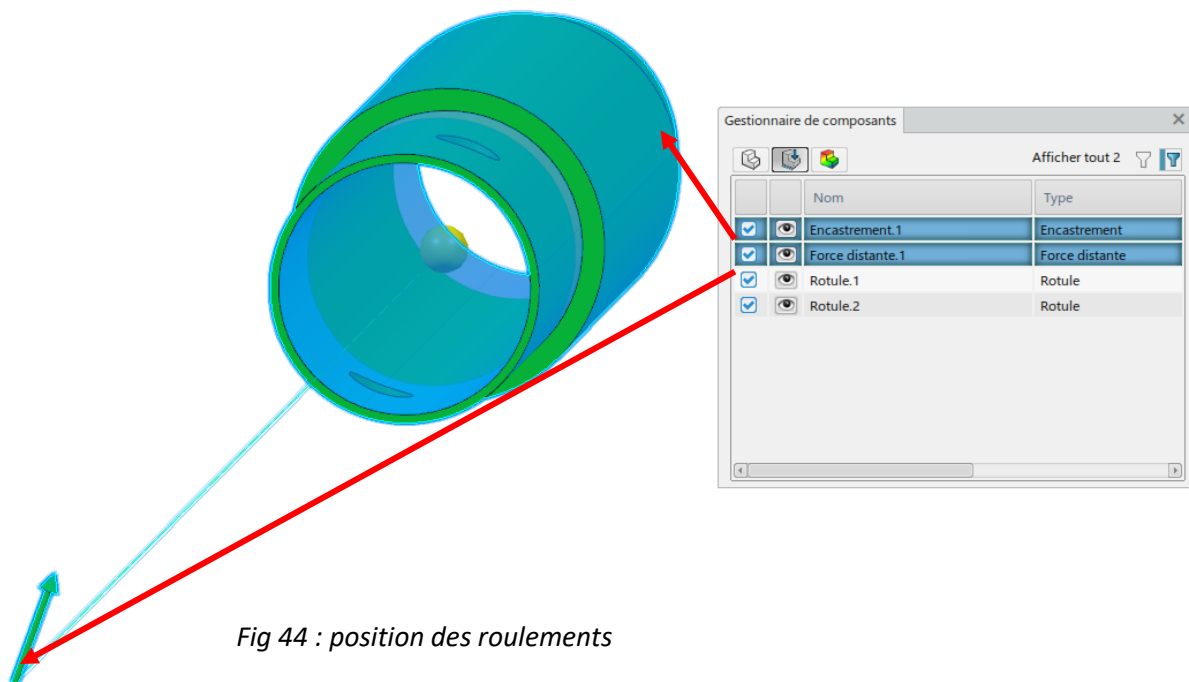 Gestionnaire de composants
Afficher tout 2
Nom Type
Encastrement.1 Encastrement
Force distante.1 Force distante
Rotule.1 Rotule
Rotule.2 Rotule
Fig 44 : position des roulements